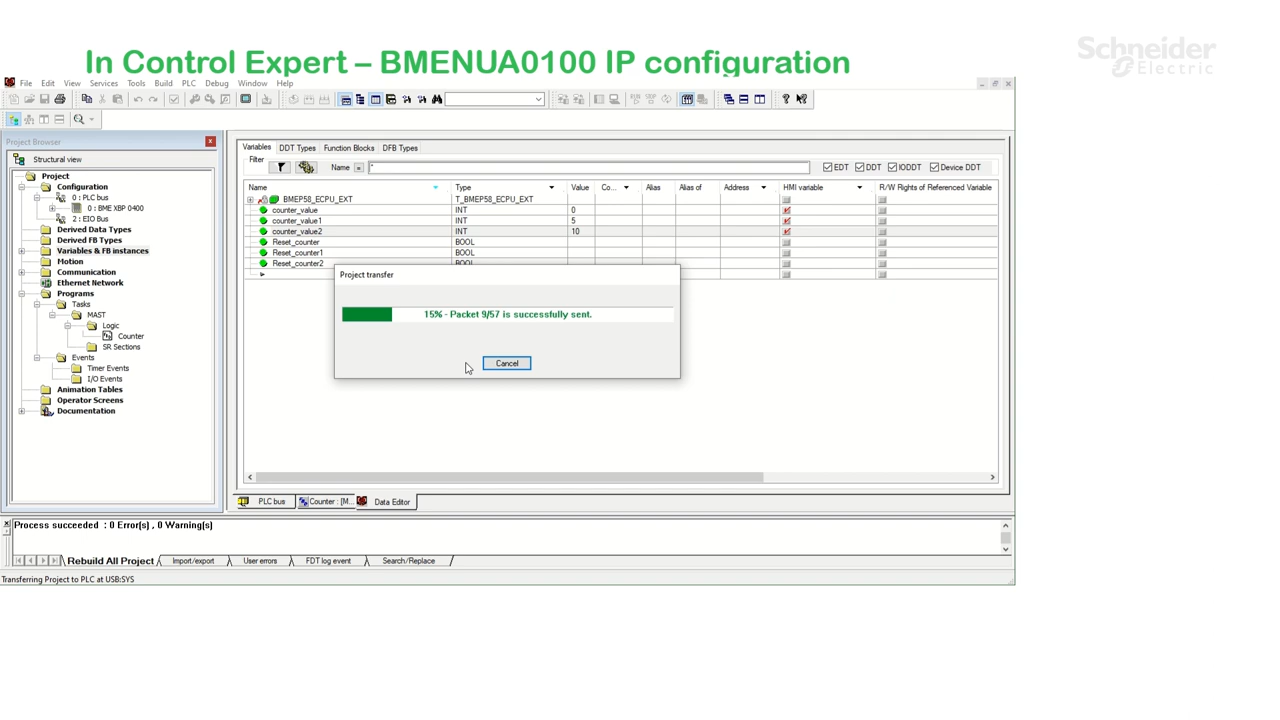 In Control Expert – BMENUA0100 IP configuration
Schneider
Electric
File Edit View Services Tools Build PLC Debug Window Help
Project Browser
Structural view
Project
Configuration
0 : PLC bus
0 : BME XBP 0400
2 : EIO Bus
Derived Data Types
Derived FB Types
Variables & FB instances
Motion
Communication
Ethernet Network
Programs
Tasks
MAST
Logic
Counter
SR Sections
Events
Timer Events
I/O Events
Animation Tables
Operator Screens
Documentation
Variables DDT Types Function Blocks DFB Types
Filter
Name = * EDT DDT IODDT Device DDT
Name Type Value Co... Alias Alias of Address HMI variable R/W Rights of Referenced Variable
BMEP58_ECPU_EXT T_BMEP58_ECPU_EXT
counter_value INT 0
counter_value1 INT 5
counter_value2 INT 10
Reset_counter BOOL
Reset_counter1 BOOL
Reset_counter2 BOOL
Project transfer
15% - Packet 9/57 is successfully sent.
Cancel
PLC bus Counter : [M... Data Editor
Process succeeded : 0 Error(s) , 0 Warning(s)
Rebuild All Project Import/export User errors FDT log event Search/Replace
Transferring Project to PLC at USB:SYS